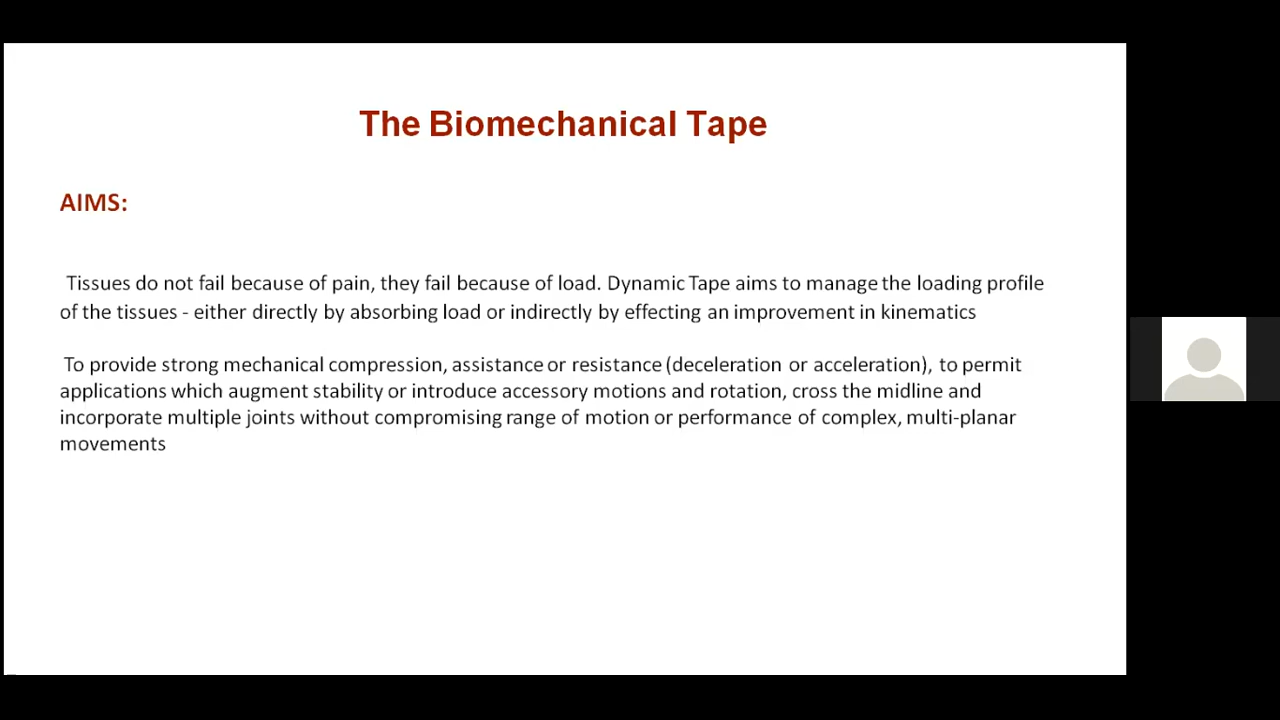 The Biomechanical Tape
AIMS:
Tissues do not fail because of pain, they fail because of load. Dynamic Tape aims to manage the loading profile
of the tissues - either directly by absorbing load or indirectly by effecting an improvement in kinematics
To provide strong mechanical compression, assistance or resistance (deceleration or acceleration), to permit
applications which augment stability or introduce accessory motions and rotation, cross the midline and
incorporate multiple joints without compromising range of motion or performance of complex, multi-planar
movements